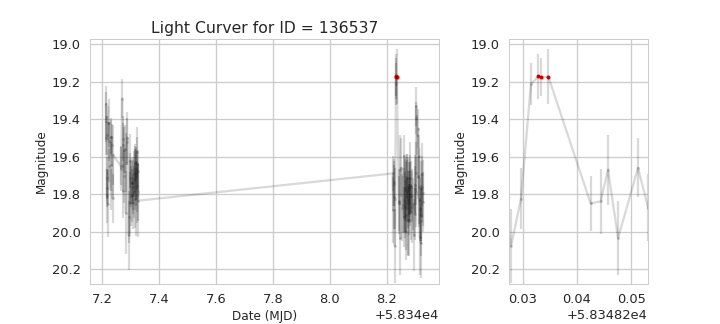 Light Curver for ID = 136537
19.0
19.2
19.4
19.6
19.8
20.0
20.2
Magnitude
7.2 7.4 7.6 7.8 8.0 8.2
Date (MJD)
+5.834e4
19.0
19.2
19.4
19.6
19.8
20.0
20.2
Magnitude
0.03 0.04 0.05
+5.83482e4